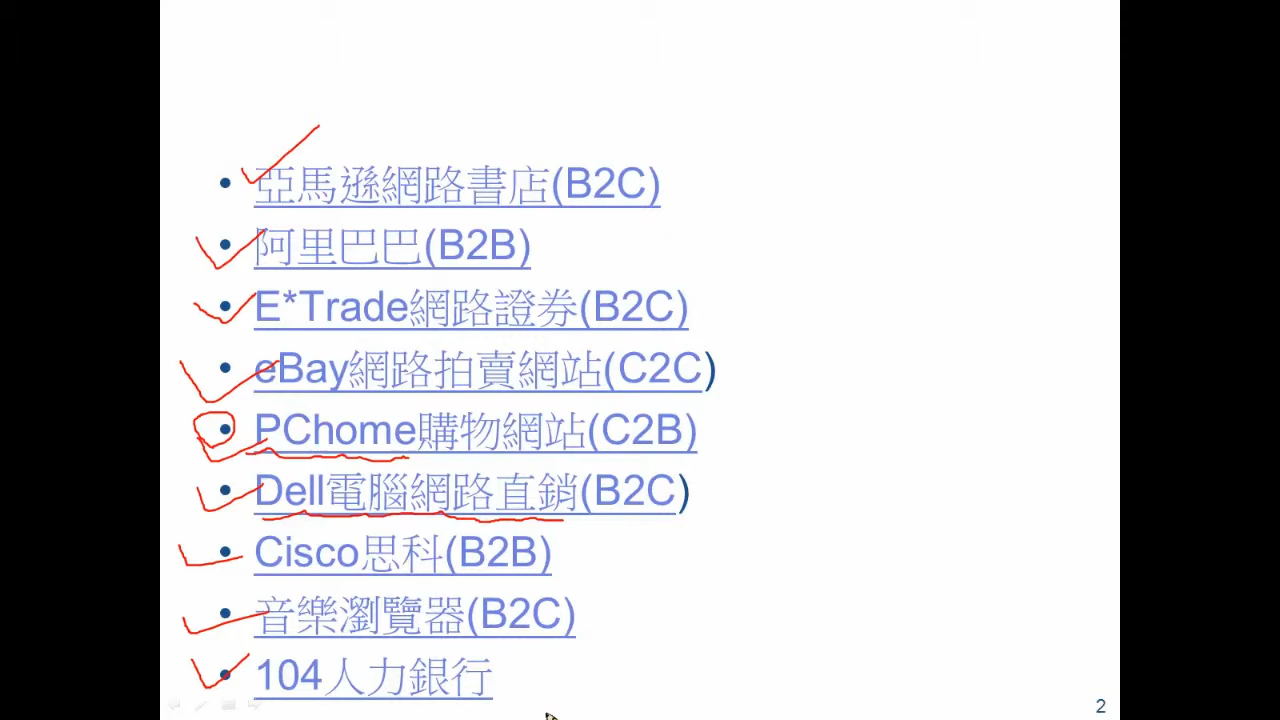 • 亞馬遜網路書店(B2C)
• 阿里巴巴(B2B)
• E*Trade網路證券(B2C)
• eBay網路拍賣網站(C2C)
• PChome購物網站(C2B)
• Dell電腦網路直銷(B2C)
• Cisco思科(B2B)
• 音樂瀏覽器(B2C)
• 104人力銀行
2